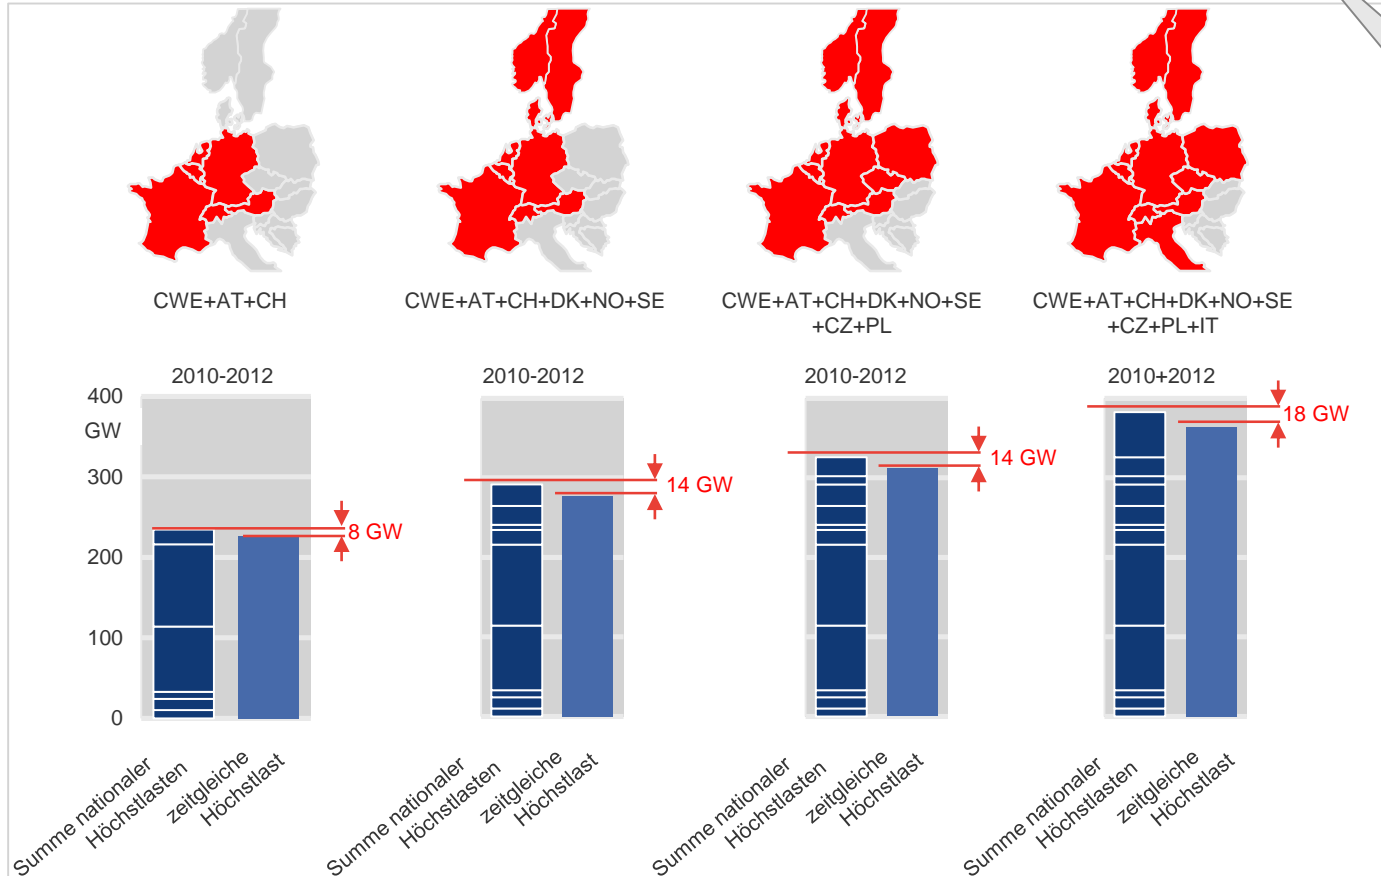 CWE+AT+CH
CWE+AT+CH+DK+NO+SE
CWE+AT+CH+DK+NO+SE
+CZ+PL
CWE+AT+CH+DK+NO+SE
+CZ+PL+IT
2010-2012
2010-2012
2010-2012
2010+2012
400
GW
300
200
100
0
8 GW
14 GW
14 GW
18 GW
Summe nationaler
Höchstlasten
zeitgleiche
Höchstlast
Summe nationaler
Höchstlasten
zeitgleiche
Höchstlast
Summe nationaler
Höchstlasten
zeitgleiche
Höchstlast
Summe nationaler
Höchstlasten
zeitgleiche
Höchstlast